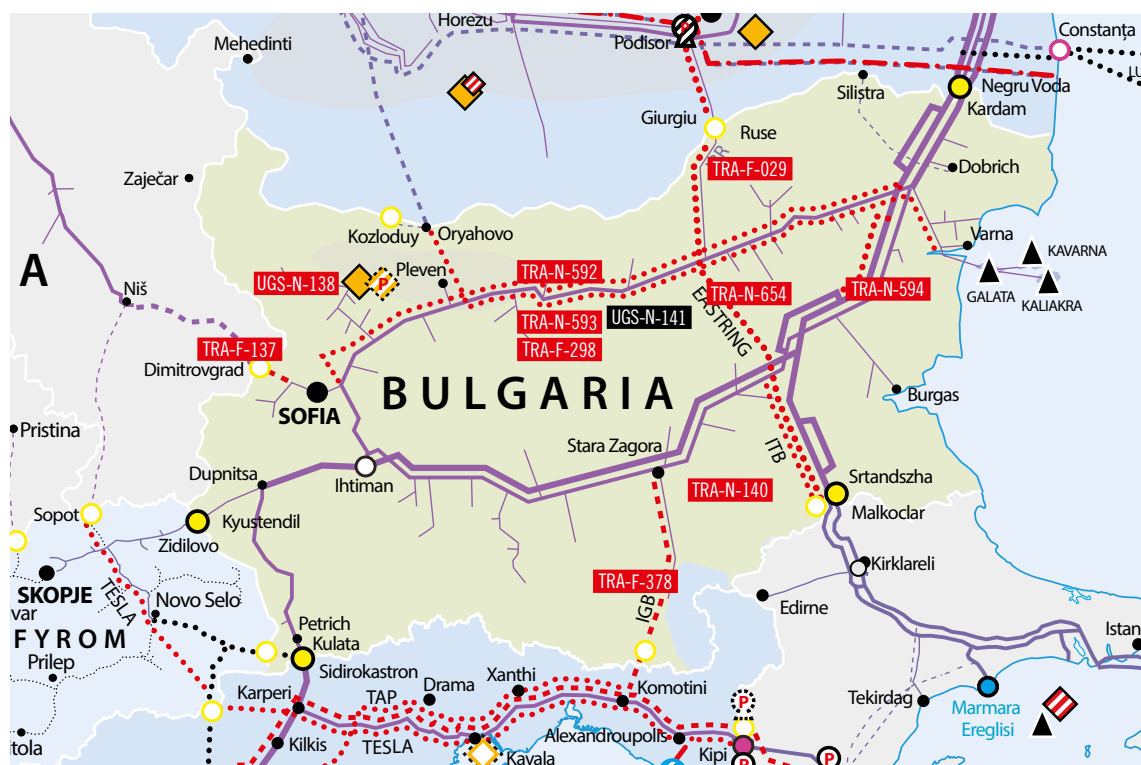 Horezu
Mehedinti
Podisor
P
Constanța
Silistra
Negru Voda
Kardam
Giurgiu
Ruse
TRA-F-029
Dobrich
Zaječar
Kozloduy
Oryahovo
Varna
KAVARNA
A
Pleven
P
UGS-N-138
TRA-N-592
GALATA
KALIAKRA
Niš
TRA-N-654
TRA-N-594
TRA-N-593
UGS-N-141
EASTRING
TRA-F-137
TRA-F-298
Dimitrovgrad
SOFIA
BULGARIA
Burgas
Pristina
Stara Zagora
ITB
Dupnitsa
Ihtiman
Srtandszha
TRA-N-140
Sopot
Kyustendil
Malkoclar
Zidilovo
Kirklareli
SKOPJE
TESLA
TRA-F-378
var
Novo Selo
IGB
Edirne
FYROM
Petrich
Kulata
Istan
Prilep
Sidirokastron
Karperi
TAP
Drama
Xanthi
Komotini
P
Tekirdag
Marmara
Ereglisi
tola
Kilkis
TESLA
Kavala
Alexandroupolis
Kipi
P
P